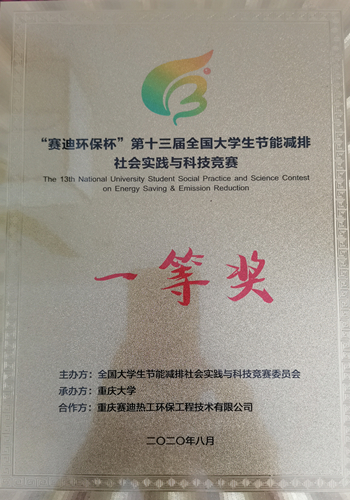 “赛迪环保杯”第十三届全国大学生节能减排
社会实践与科技竞赛
The 13th National University Student Social Practice and Science Contest
on Energy Saving & Emission Reduction
一等奖
主办方：全国大学生节能减排社会实践与科技竞赛委员会
承办方：重庆大学
合作方：重庆赛迪热工环保工程技术有限公司
二〇二〇年八月